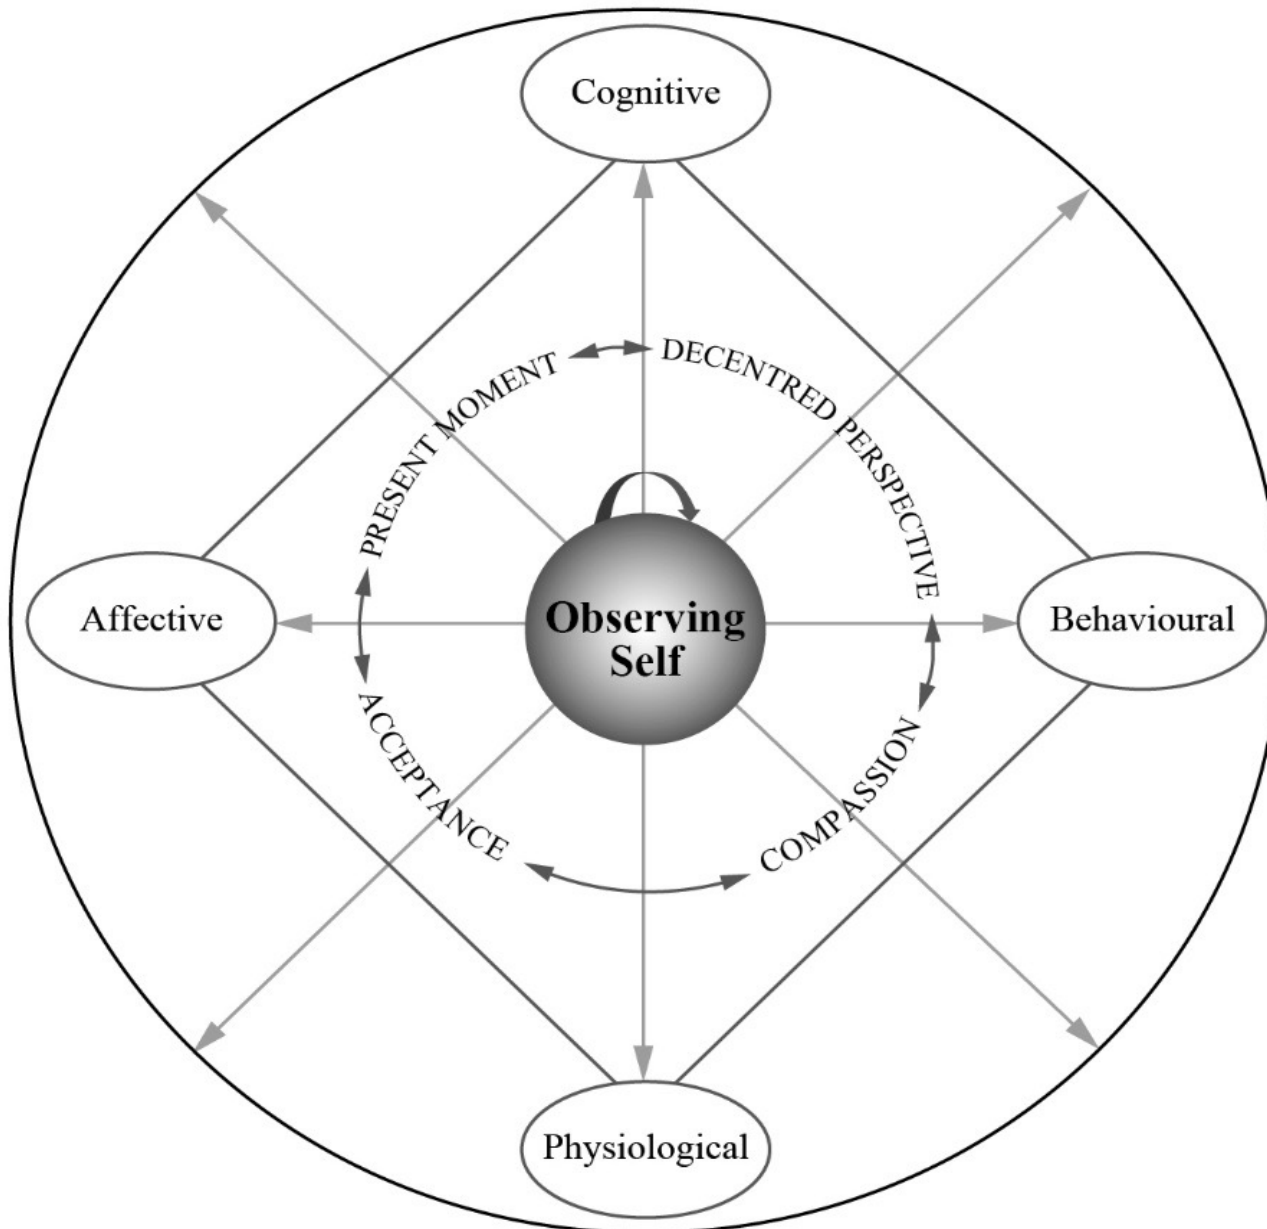 Cognitive
PRESENT MOMENT
DECENTRED PERSPECTIVE
Affective
Observing
Self
Behavioural
ACCEPTANCE
COMPASSION
Physiological